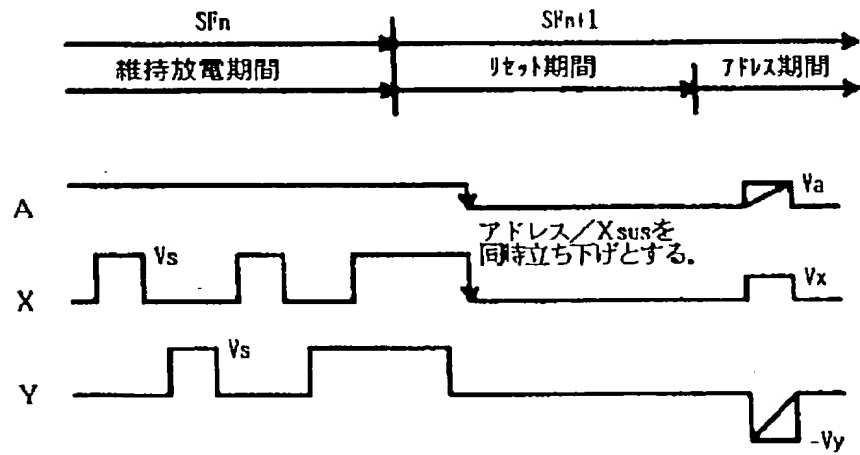 SFn SFn+1
維持放電期間 リセット期間 アドレス期間
A Va
アドレス／Xsusを
同時立ち下げとする.
X Vs Vx
Y Vs -Vy